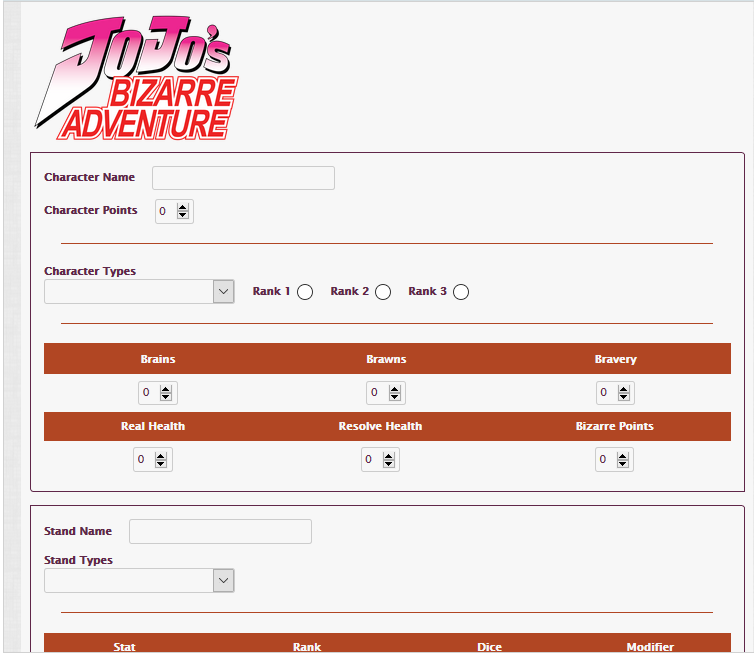 JOJO'S
BIZARRE
ADVENTURE
Character Name
Character Points 0
Character Types
Rank 1 Rank 2 Rank 3
Brains Brawns Bravery
0 0 0
Real Health Resolve Health Bizarre Points
0 0 0
Stand Name
Stand Types
Stat Rank Dice Modifier